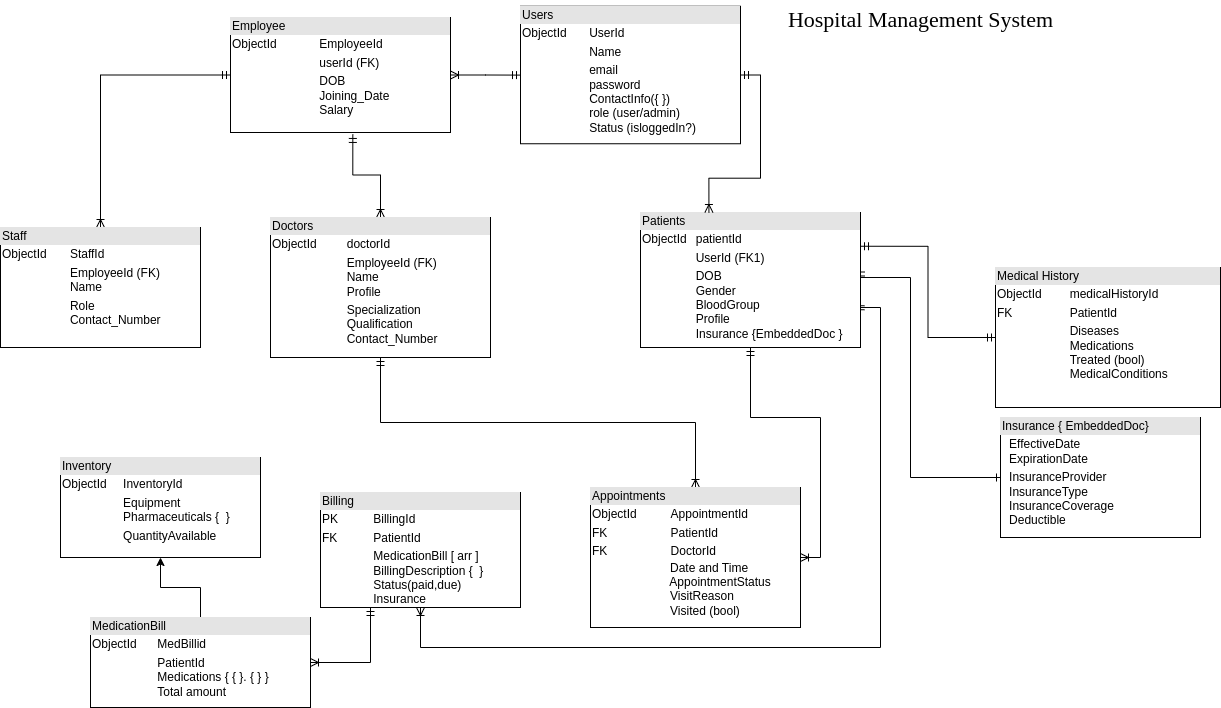 Hospital Management System
Employee
ObjectId EmployeeId
userId (FK)
DOB
Joining_Date
Salary
Users
ObjectId UserId
Name
email
password
ContactInfo({ })
role (user/admin)
Status (isloggedIn?)
Staff
ObjectId StaffId
EmployeeId (FK)
Name
Role
Contact_Number
Doctors
ObjectId doctorId
EmployeeId (FK)
Name
Profile
Specialization
Qualification
Contact_Number
Patients
ObjectId patientId
UserId (FK1)
DOB
Gender
BloodGroup
Profile
Insurance {EmbeddedDoc }
Medical History
ObjectId medicalHistoryId
FK PatientId
Diseases
Medications
Treated (bool)
MedicalConditions
Insurance { EmbeddedDoc}
EffectiveDate
ExpirationDate
InsuranceProvider
InsuranceType
InsuranceCoverage
Deductible
Inventory
ObjectId InventoryId
Equipment
Pharmaceuticals { }
QuantityAvailable
Billing
PK BillingId
FK PatientId
MedicationBill [ arr ]
BillingDescription { }
Status(paid,due)
Insurance
Appointments
ObjectId AppointmentId
FK PatientId
FK DoctorId
Date and Time
AppointmentStatus
VisitReason
Visited (bool)
MedicationBill
ObjectId MedBillid
PatientId
Medications { { }. { } }
Total amount